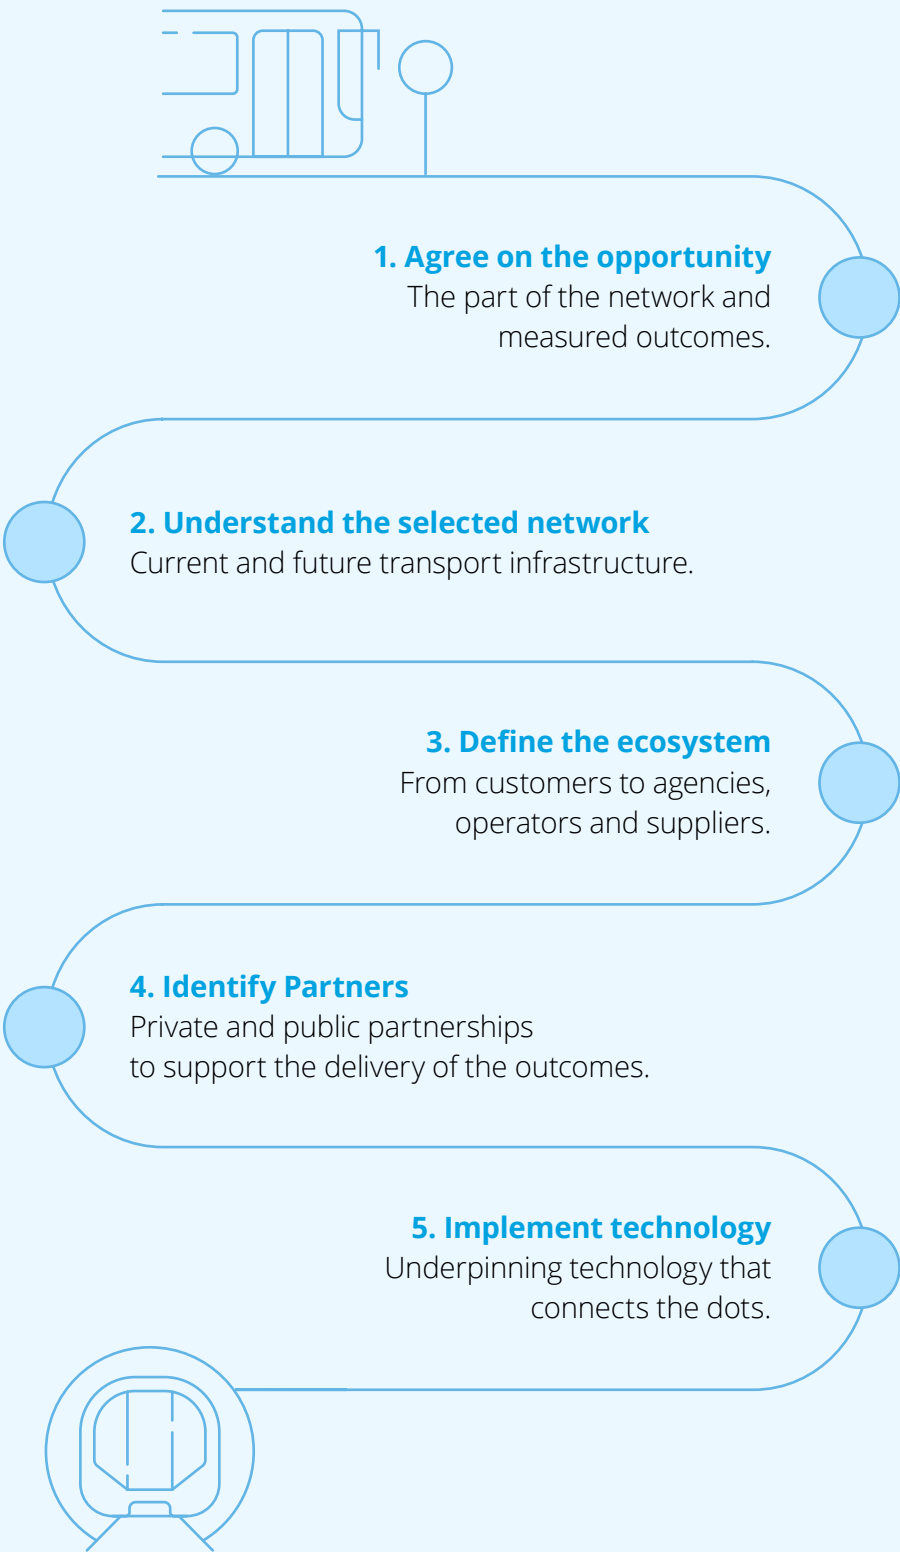 1. Agree on the opportunity
The part of the network and
measured outcomes.
2. Understand the selected network
Current and future transport infrastructure.
3. Define the ecosystem
From customers to agencies,
operators and suppliers.
4. Identify Partners
Private and public partnerships
to support the delivery of the outcomes.
5. Implement technology
Underpinning technology that
connects the dots.